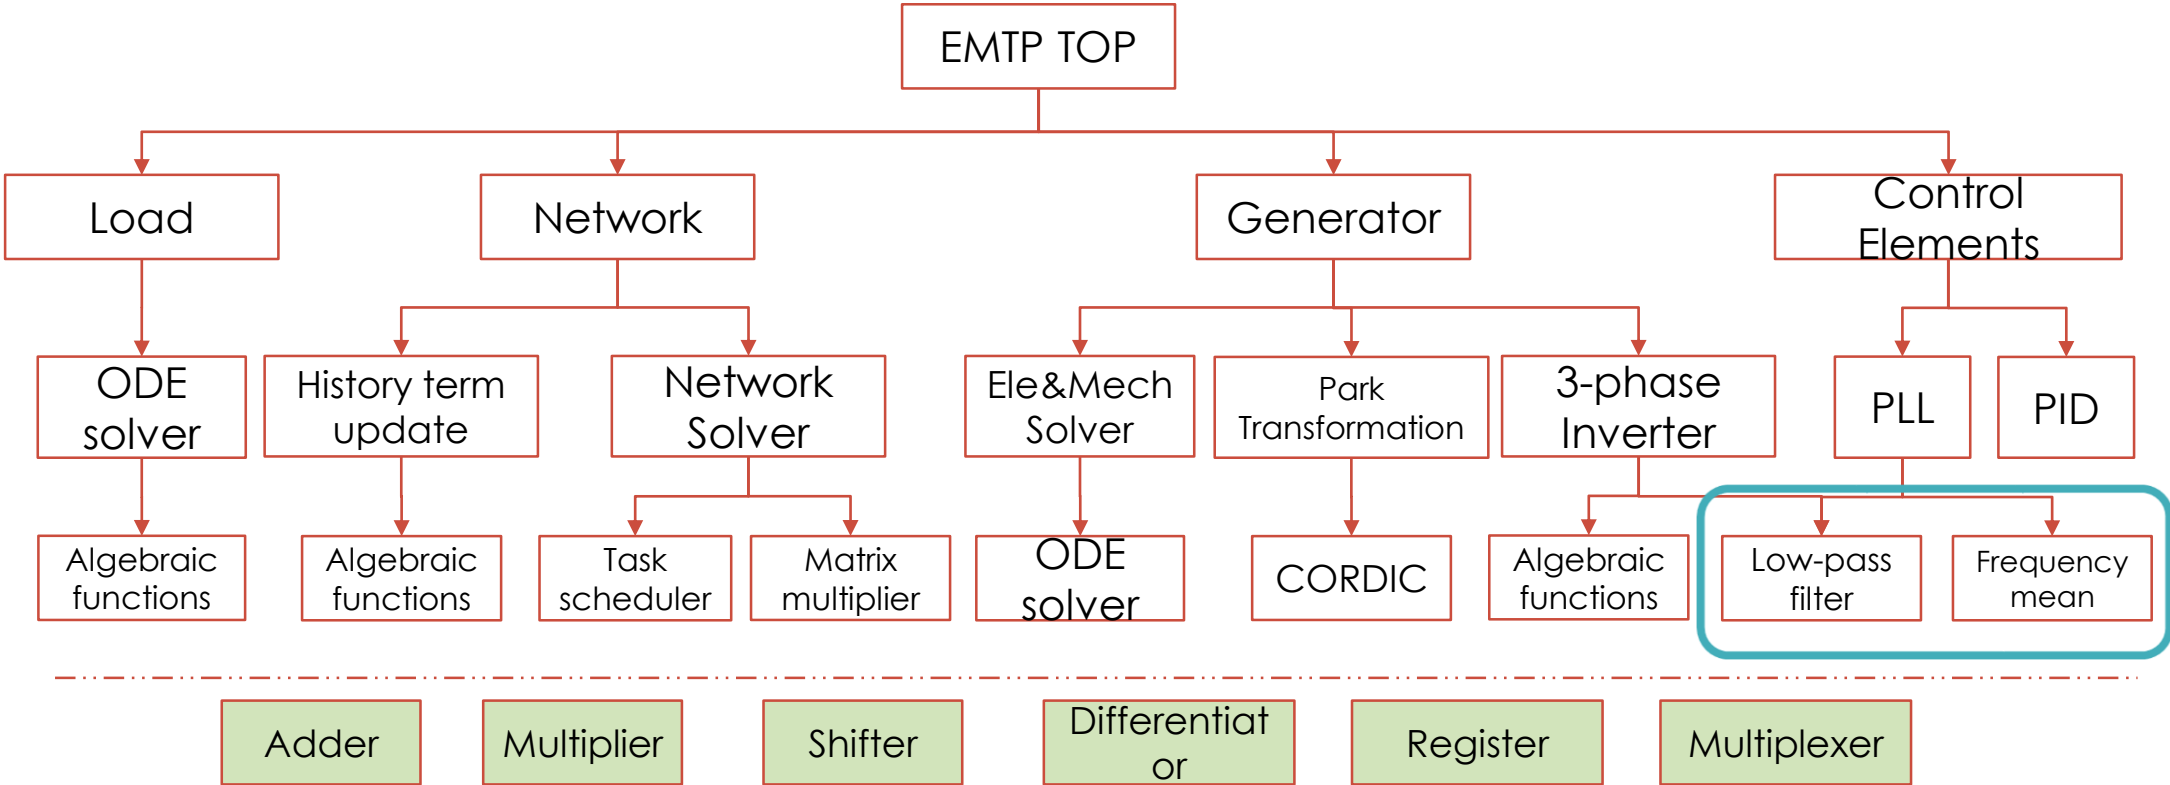 EMTP TOP
Load
Network
Generator
Control
Elements
ODE
solver
History term
update
Network
Solver
Ele&Mech
Solver
Park
Transformation
3-phase
Inverter
PLL
PID
Algebraic
functions
Algebraic
functions
Task
scheduler
Matrix
multiplier
ODE
solver
CORDIC
Algebraic
functions
Low-pass
filter
Frequency
mean
Adder
Multiplier
Shifter
Differentiat
or
Register
Multiplexer